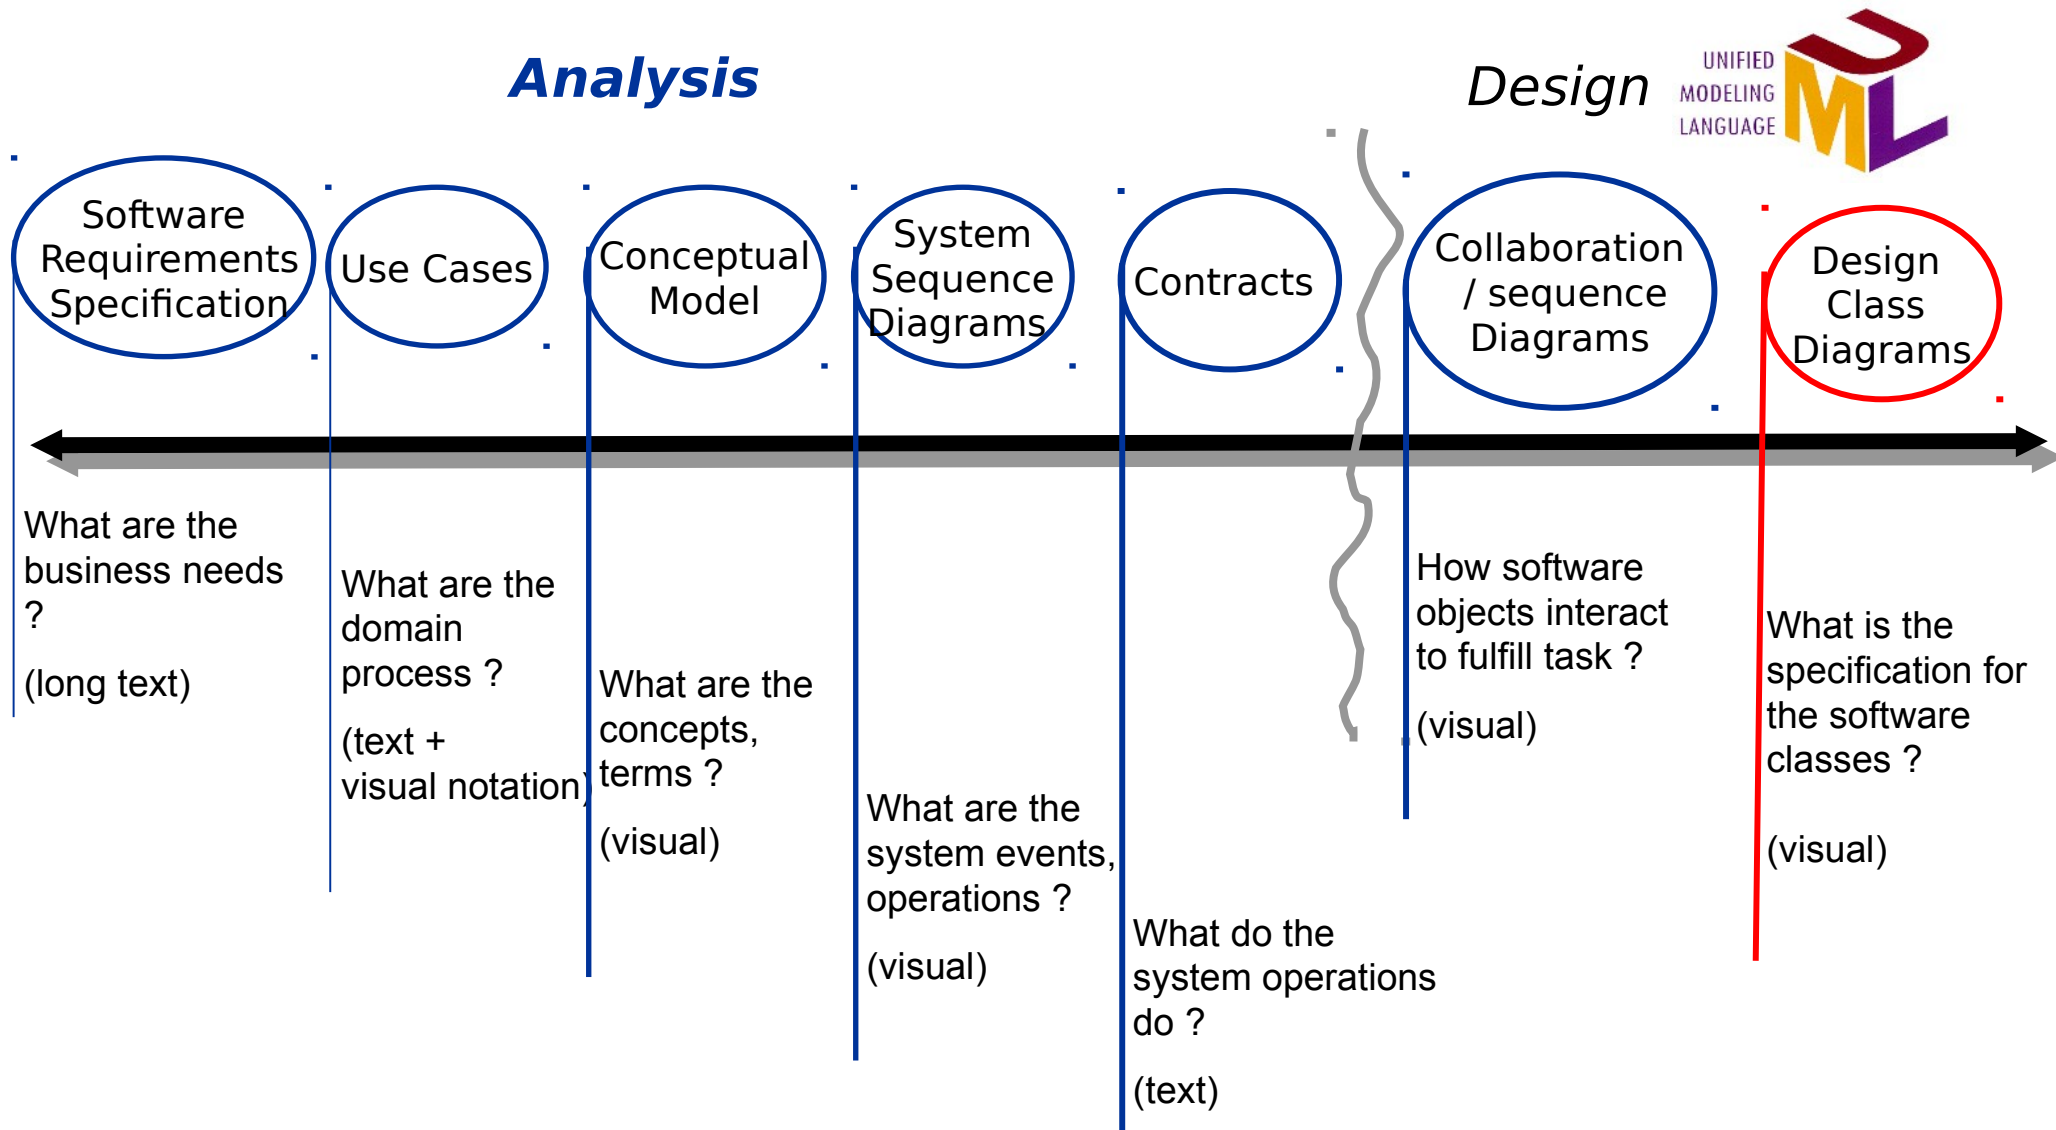 Analysis
Design
UNIFIED
MODELING
LANGUAGE
UML
Software
Requirements
Specification
Use Cases
Conceptual
Model
System
Sequence
Diagrams
Contracts
Collaboration
/ sequence
Diagrams
Design
Class
Diagrams
What are the
business needs
?
(long text)
What are the
domain
process ?
(text +
visual notation)
What are the
concepts,
terms ?
(visual)
What are the
system events,
operations ?
(visual)
What do the
system operations
do ?
(text)
How software
objects interact
to fulfill task ?
(visual)
What is the
specification for
the software
classes ?
(visual)